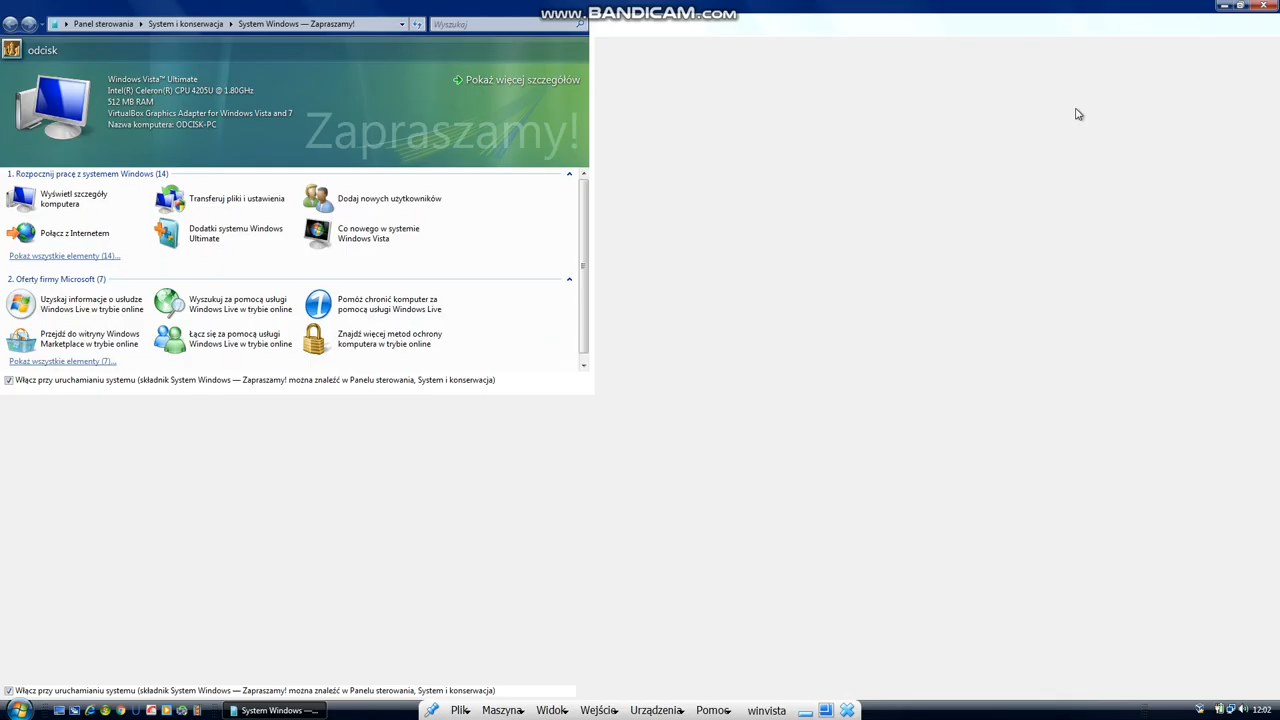 www.BANDICAM.com
Panel sterowania System i konserwacja System Windows — Zapraszamy! Wyszukaj
odcisk
Windows Vista™ Ultimate
Intel(R) Celeron(R) CPU 4205U @ 1.80GHz
512 MB RAM
VirtualBox Graphics Adapter for Windows Vista and 7
Nazwa komputera: ODCISK-PC
Pokaż więcej szczegółów
Zapraszamy!
1. Rozpocznij pracę z systemem Windows (14)
Wyświetl szczegóły
komputera
Transferuj pliki i ustawienia
Dodaj nowych użytkowników
Połącz z Internetem
Dodatki systemu Windows
Ultimate
Co nowego w systemie
Windows Vista
Pokaż wszystkie elementy (14)...
2. Oferty firmy Microsoft (7)
Uzyskaj informacje o usłudze
Windows Live w trybie online
Wyszukuj za pomocą usługi
Windows Live w trybie online
Pomóż chronić komputer za
pomocą usługi Windows Live
Przejdź do witryny Windows
Marketplace w trybie online
Łącz się za pomocą usługi
Windows Live w trybie online
Znajdź więcej metod ochrony
komputera w trybie online
Pokaż wszystkie elementy (7)...
Włącz przy uruchamianiu systemu (składnik System Windows — Zapraszamy! można znaleźć w Panelu sterowania, System i konserwacja)
Włącz przy uruchamianiu systemu (składnik System Windows — Zapraszamy! można znaleźć w Panelu sterowania, System i konserwacja)
System Windows —...
Plik Maszyna Widok Wejście Urządzenia Pomoc winvista
12:02